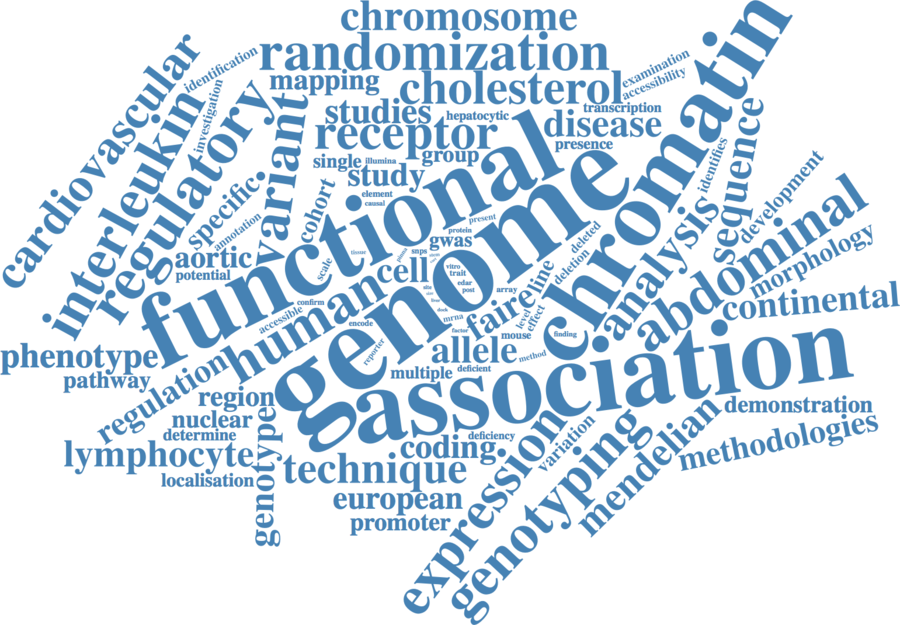 chromosome
randomization
cardiovascular
identification
mapping
cholesterol
examination
accessibility
chromatin
interleukin
investigation
regulatory
variant
studies
hepatocytic
transcription
receptor
disease
presence
single
illumina
group
study
sequence
identifies
specific
annotation
cohort
element
causal
functional
genome
development
aortic
potential
scale
tissue
present
protein
gwas
snps
cell
vitro
trait
edar
post
deleted
deletion
analysis
abdominal
morphology
continental
accessible
confirm
human
encode
array
line
faire
level
effect
mouse
mrna
factor
finding
phenotype
pathway
regulation
reporter
allele
method
multiple
deficient
association
region
nuclear
determine
genotype
lymphocyte
localisation
technique
coding
deficiency
variation
expression
genotyping
mendelian
demonstration
methodologies
european
promoter